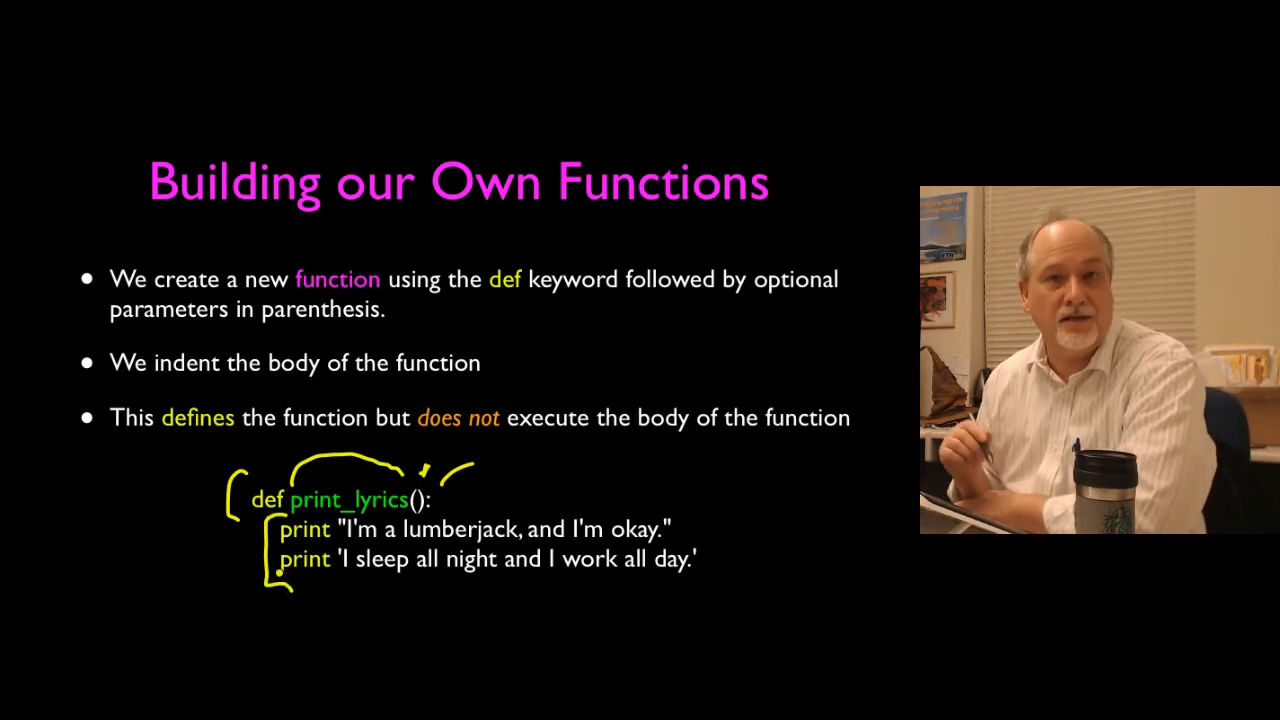 Building our Own Functions
• We create a new function using the def keyword followed by optional
parameters in parenthesis.
• We indent the body of the function
• This defines the function but does not execute the body of the function
def print_lyrics():
print "I'm a lumberjack, and I'm okay."
print 'I sleep all night and I work all day.'